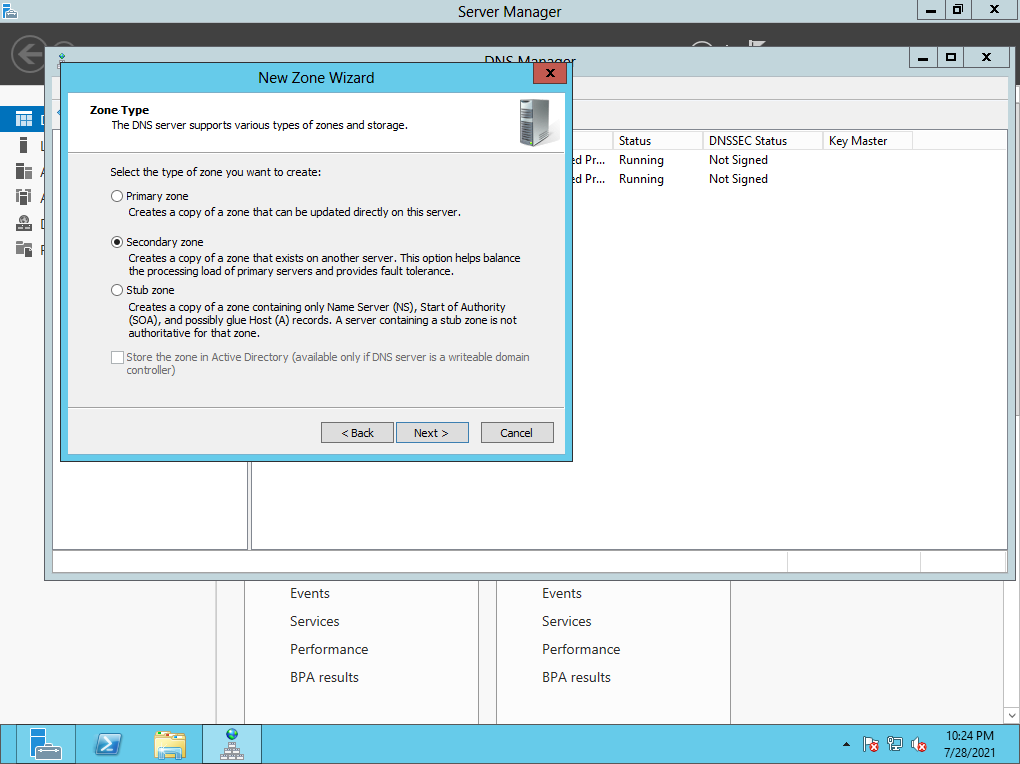 Server Manager
DNS Manager
New Zone Wizard
Zone Type
The DNS server supports various types of zones and storage.
Status
DNSSEC Status
Key Master
ed Pr...
Running
Not Signed
ed Pr...
Running
Not Signed
Select the type of zone you want to create:
Primary zone
Creates a copy of a zone that can be updated directly on this server.
Secondary zone
Creates a copy of a zone that exists on another server. This option helps balance
the processing load of primary servers and provides fault tolerance.
Stub zone
Creates a copy of a zone containing only Name Server (NS), Start of Authority
(SOA), and possibly glue Host (A) records. A server containing a stub zone is not
authoritative for that zone.
Store the zone in Active Directory (available only if DNS server is a writeable domain
controller)
< Back
Next >
Cancel
Events
Events
Services
Services
Performance
Performance
BPA results
BPA results
10:24 PM
7/28/2021